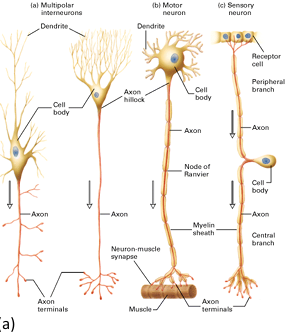 (a) Multipolar
interneurons
(b) Motor
neuron
(c) Sensory
neuron
Dendrite
Dendrite
Receptor
cell
Peripheral
branch
Axon
hillock
Cell
body
Cell
body
Axon
Axon
Node of
Ranvier
Cell
body
Axon
Axon
Axon
Myelin
sheath
Central
branch
Neuron-muscle
synapse
Axon
terminals
Axon
terminals
Muscle
(a)